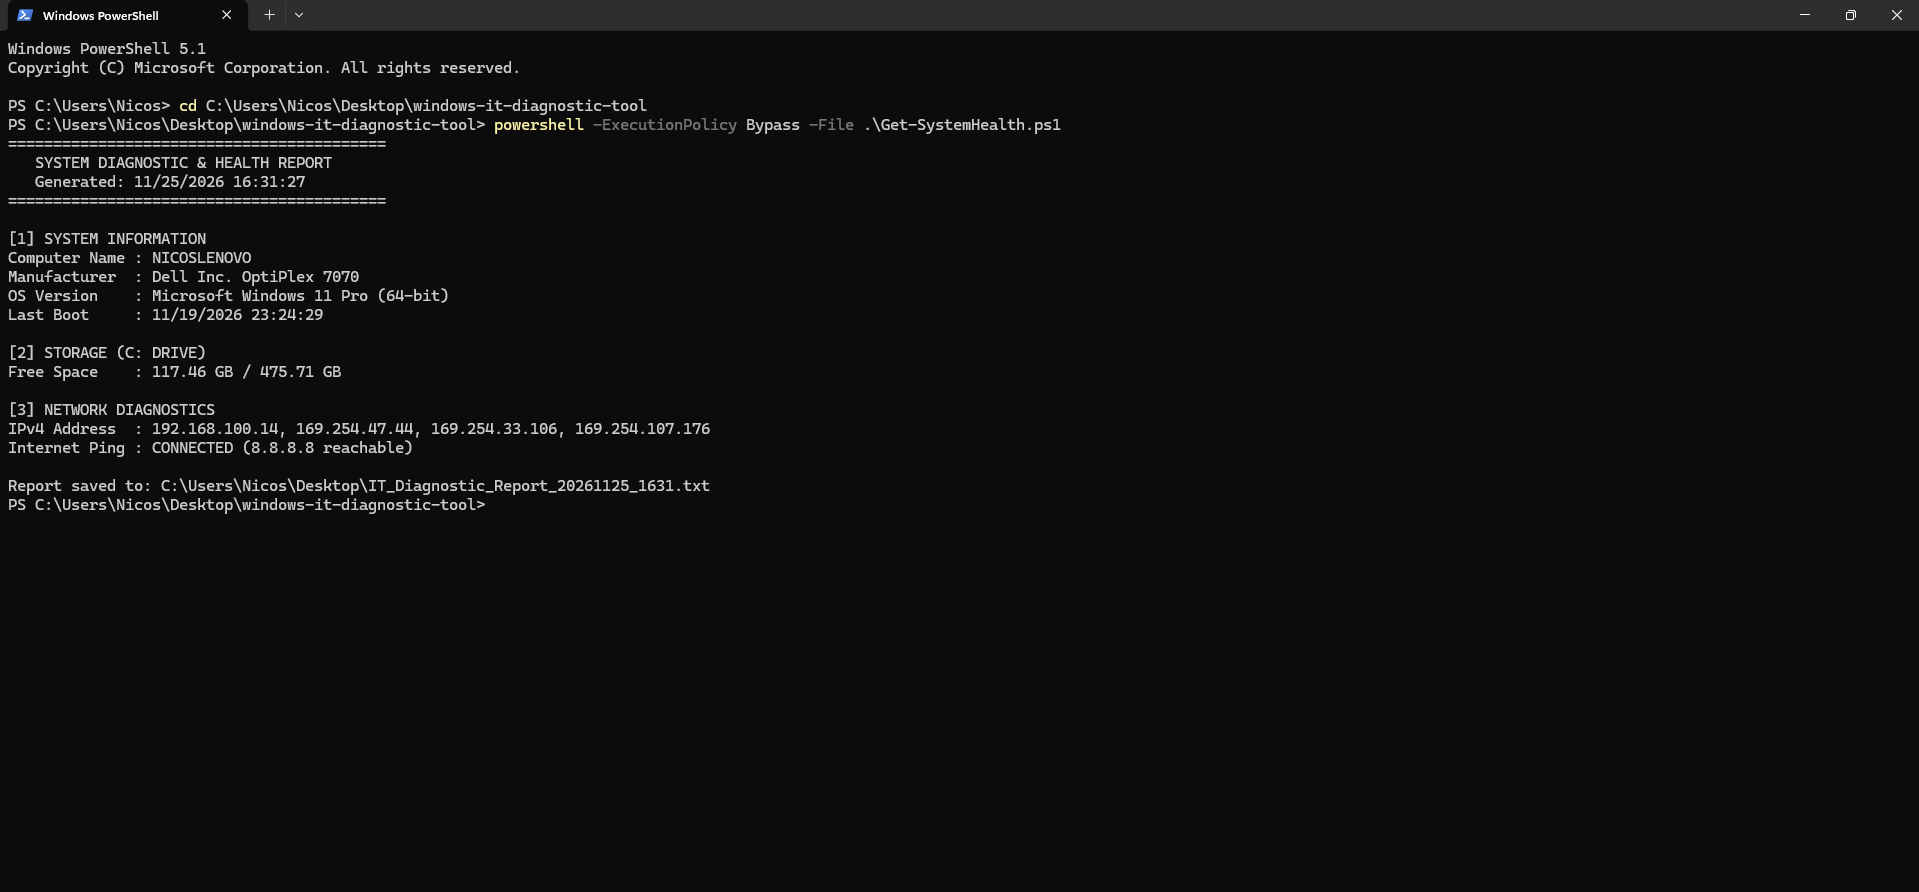 Windows PowerShell
Windows PowerShell 5.1
Copyright (C) Microsoft Corporation. All rights reserved.
PS C:\Users\Nicos> cd C:\Users\Nicos\Desktop\windows-it-diagnostic-tool
PS C:\Users\Nicos\Desktop\windows-it-diagnostic-tool> powershell -ExecutionPolicy Bypass -File .\Get-SystemHealth.ps1
==========================================
SYSTEM DIAGNOSTIC & HEALTH REPORT
Generated: 11/25/2026 16:31:27
==========================================
[1] SYSTEM INFORMATION
Computer Name : NICOSLENOVO
Manufacturer  : Dell Inc. OptiPlex 7070
OS Version    : Microsoft Windows 11 Pro (64-bit)
Last Boot     : 11/19/2026 23:24:29
[2] STORAGE (C: DRIVE)
Free Space    : 117.46 GB / 475.71 GB
[3] NETWORK DIAGNOSTICS
IPv4 Address  : 192.168.100.14, 169.254.47.44, 169.254.33.106, 169.254.107.176
Internet Ping : CONNECTED (8.8.8.8 reachable)
Report saved to: C:\Users\Nicos\Desktop\IT_Diagnostic_Report_20261125_1631.txt
PS C:\Users\Nicos\Desktop\windows-it-diagnostic-tool>